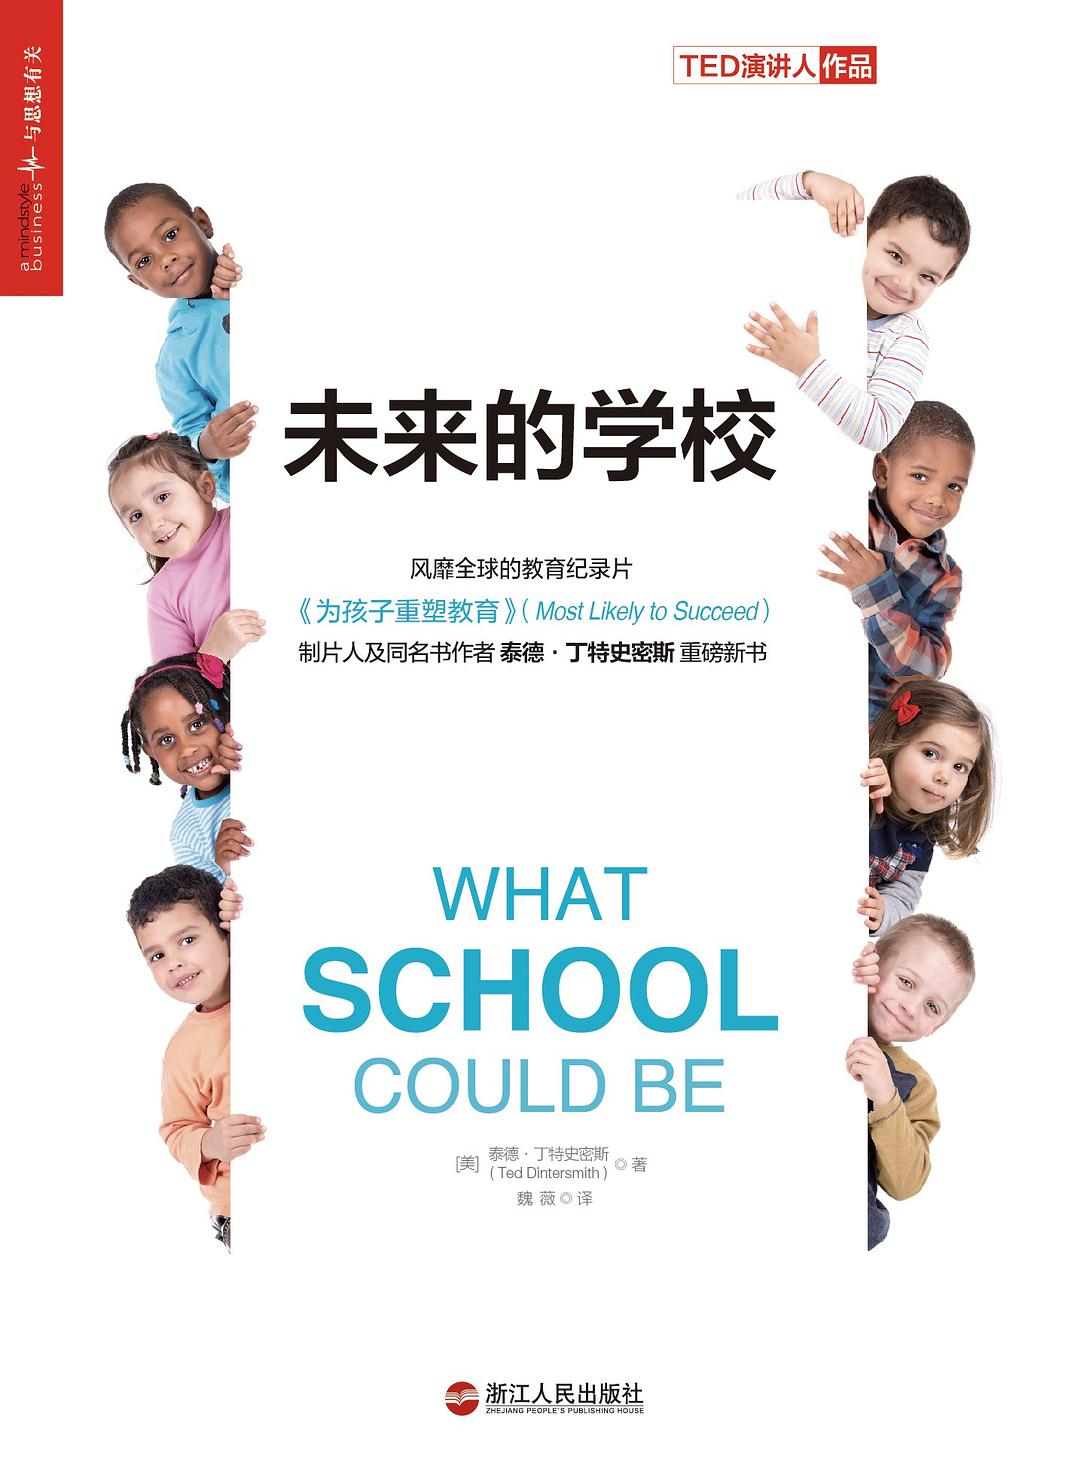 TED演讲人作品
a mindstyle business 与思想有关
未来的学校
风靡全球的教育纪录片
《为孩子重塑教育》(Most Likely to Succeed)
制片人及同名书作者 泰德·丁特史密斯 重磅新书
WHAT
SCHOOL
COULD BE
[美] 泰德·丁特史密斯 ◎ 著
(Ted Dintersmith)
魏 薇 ◎ 译
浙江人民出版社
ZHEJIANG PEOPLE'S PUBLISHING HOUSE